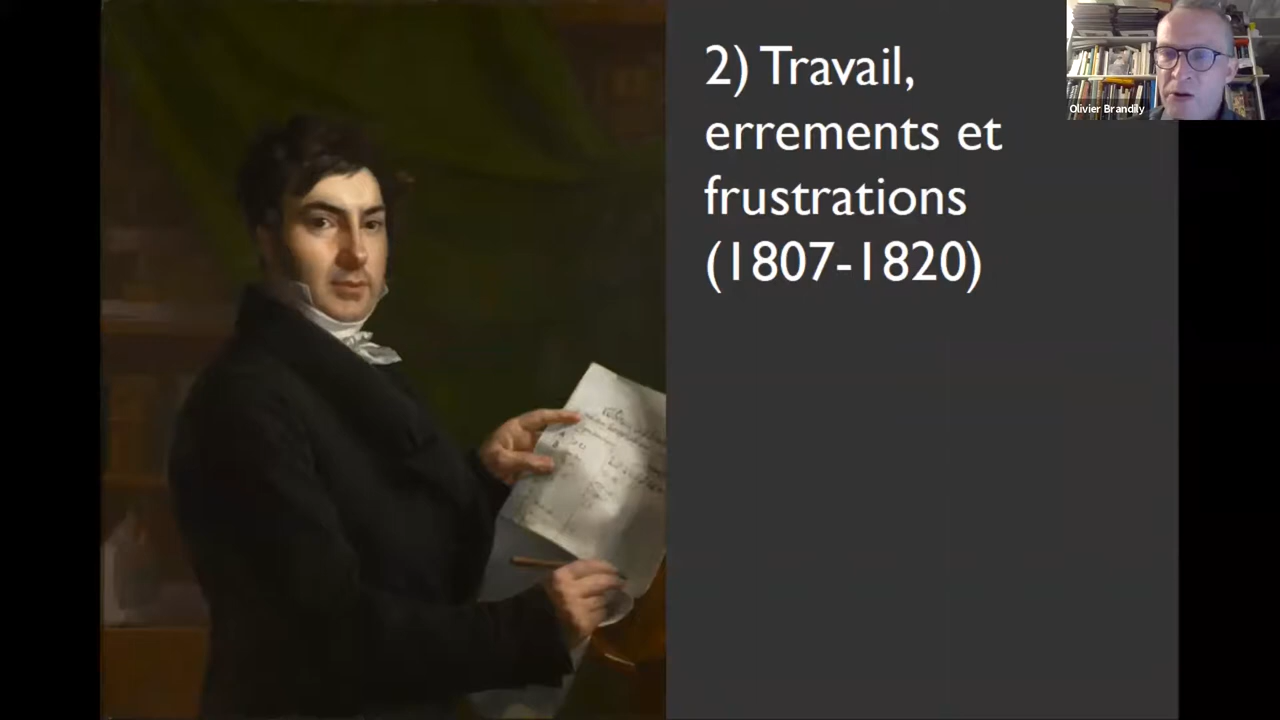 2) Travail,
errements et
frustrations
(1807-1820)
Olivier Brandily